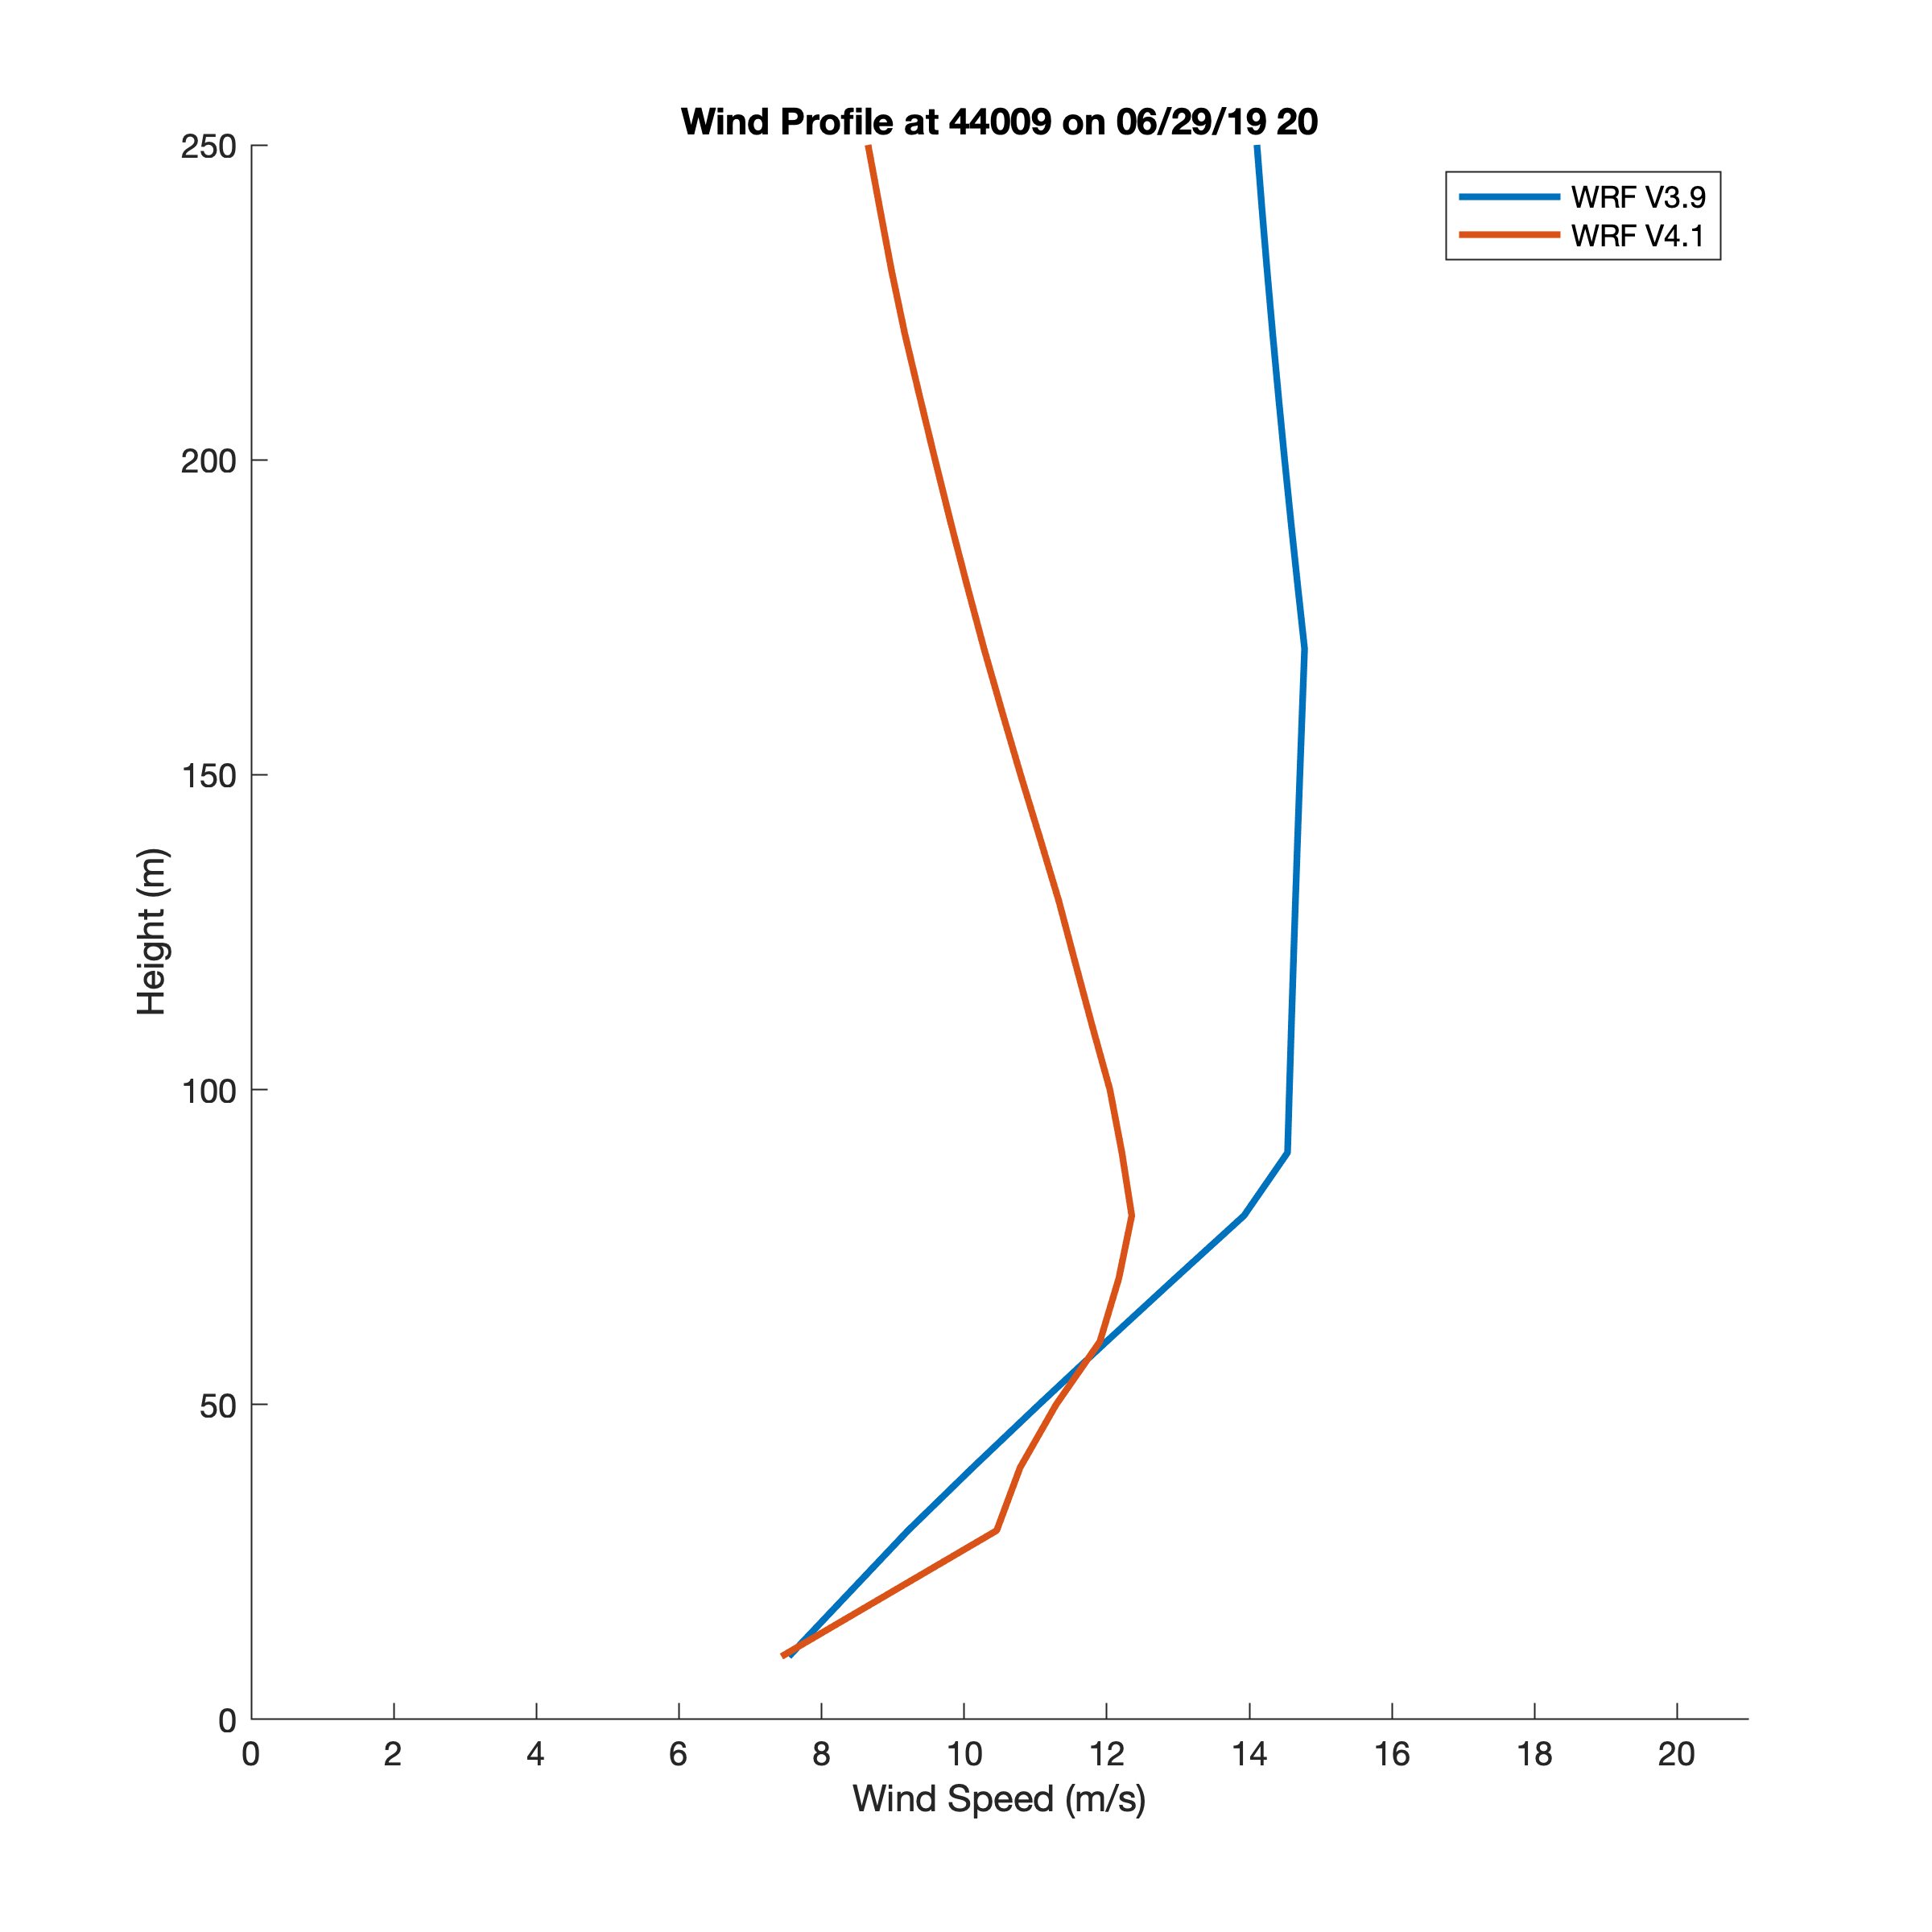 Wind Profile at 44009 on 06/29/19 20
WRF V3.9
WRF V4.1
250
200
150
100
50
0
Height (m)
0 2 4 6 8 10 12 14 16 18 20
Wind Speed (m/s)